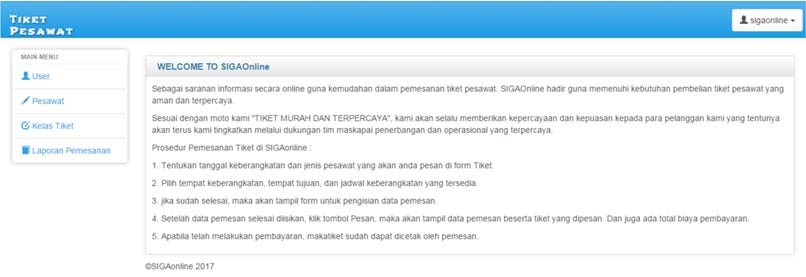 TIKET
PESAWAT
sigaonline
MAIN MENU
User
Pesawat
Kelas Tiket
Laporan Pemesanan
WELCOME TO SIGAOnline
Sebagai saranan informasi secara online guna kemudahan dalam pemesanan tiket pesawat. SIGAOnline hadir guna memenuhi kebutuhan pembelian tiket pesawat yang
aman dan terpercaya.
Sesuai dengan moto kami "TIKET MURAH DAN TERPERCAYA", kami akan selalu memberikan kepercayaan dan kepuasan kepada para pelanggan kami yang tentunya
akan terus kami tingkatkan melalui dukungan tim maskapai penerbangan dan operasional yang terpercaya.
Prosedur Pemesanan Tiket di SIGAonline :
1. Tentukan tanggal keberangkatan dan jenis pesawat yang akan anda pesan di form Tiket.
2. Pilih tempat keberangkatan, tempat tujuan, dan jadwal keberangkatan yang tersedia.
3. jika sudah selesai, maka akan tampil form untuk pengisian data pemesan.
4. Setelah data pemesan selesai diisikan, klik tombol Pesan, maka akan tampil data pemesan beserta tiket yang dipesan. Dan juga ada total biaya pembayaran.
5. Apabila telah melakukan pembayaran, makatiket sudah dapat dicetak oleh pemesan.
©SIGAonline 2017